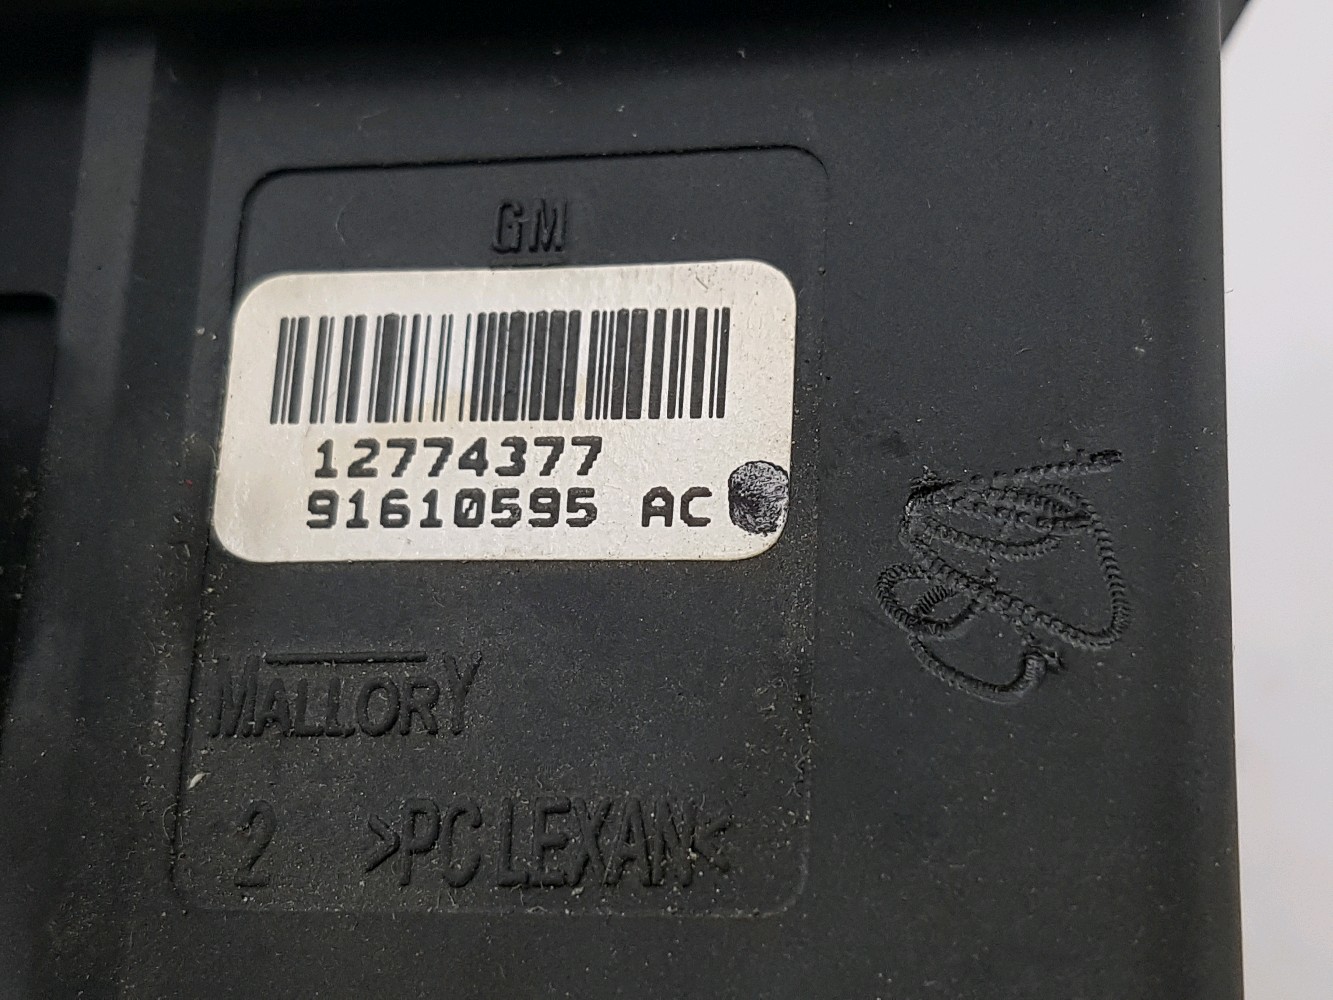 GM
12774377
91610595 AC
MALLORY
2 >PC LEXAN<